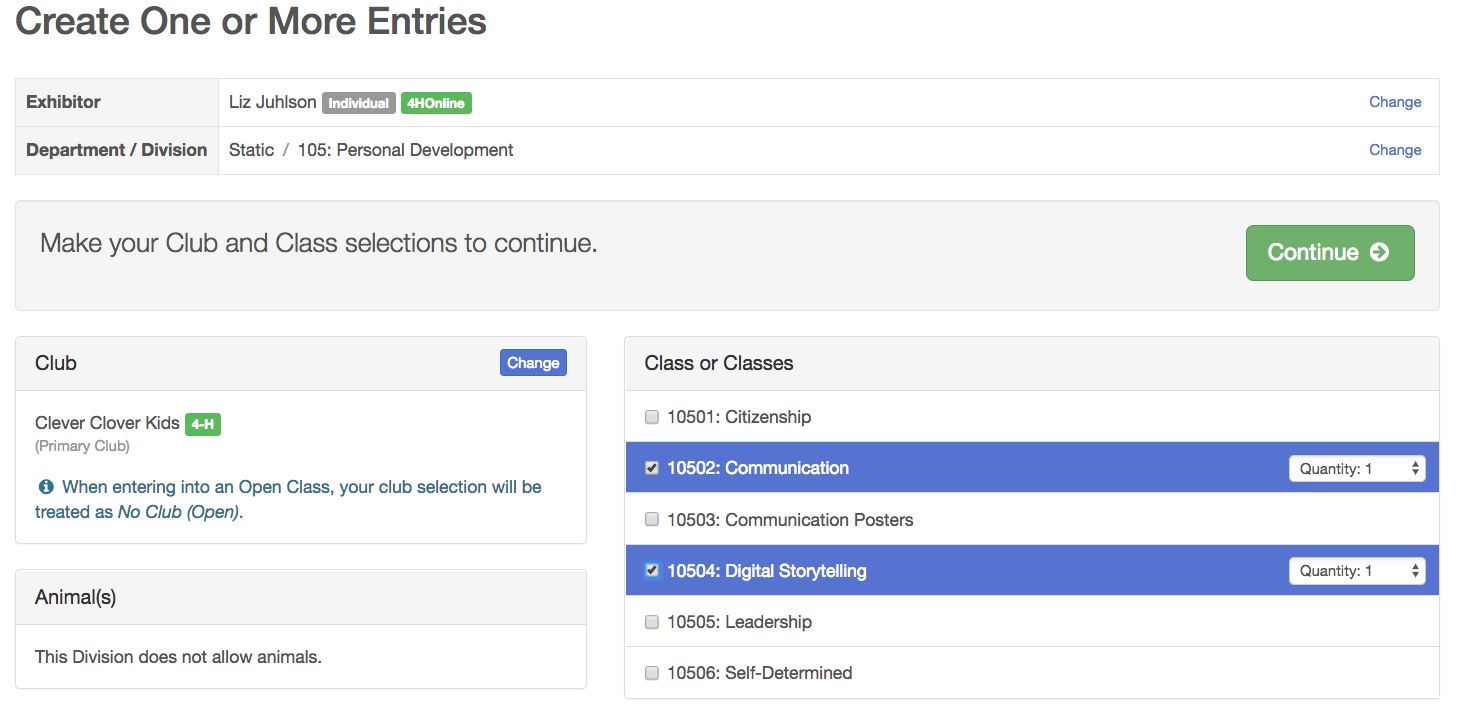 Create One or More Entries
Exhibitor Liz Juhlson Individual 4HOnline Change
Department / Division Static / 105: Personal Development Change
Make your Club and Class selections to continue.
Continue
Club Change
Clever Clover Kids 4-H
(Primary Club)
When entering into an Open Class, your club selection will be
treated as No Club (Open).
Animal(s)
This Division does not allow animals.
Class or Classes
10501: Citizenship
10502: Communication Quantity: 1
10503: Communication Posters
10504: Digital Storytelling Quantity: 1
10505: Leadership
10506: Self-Determined